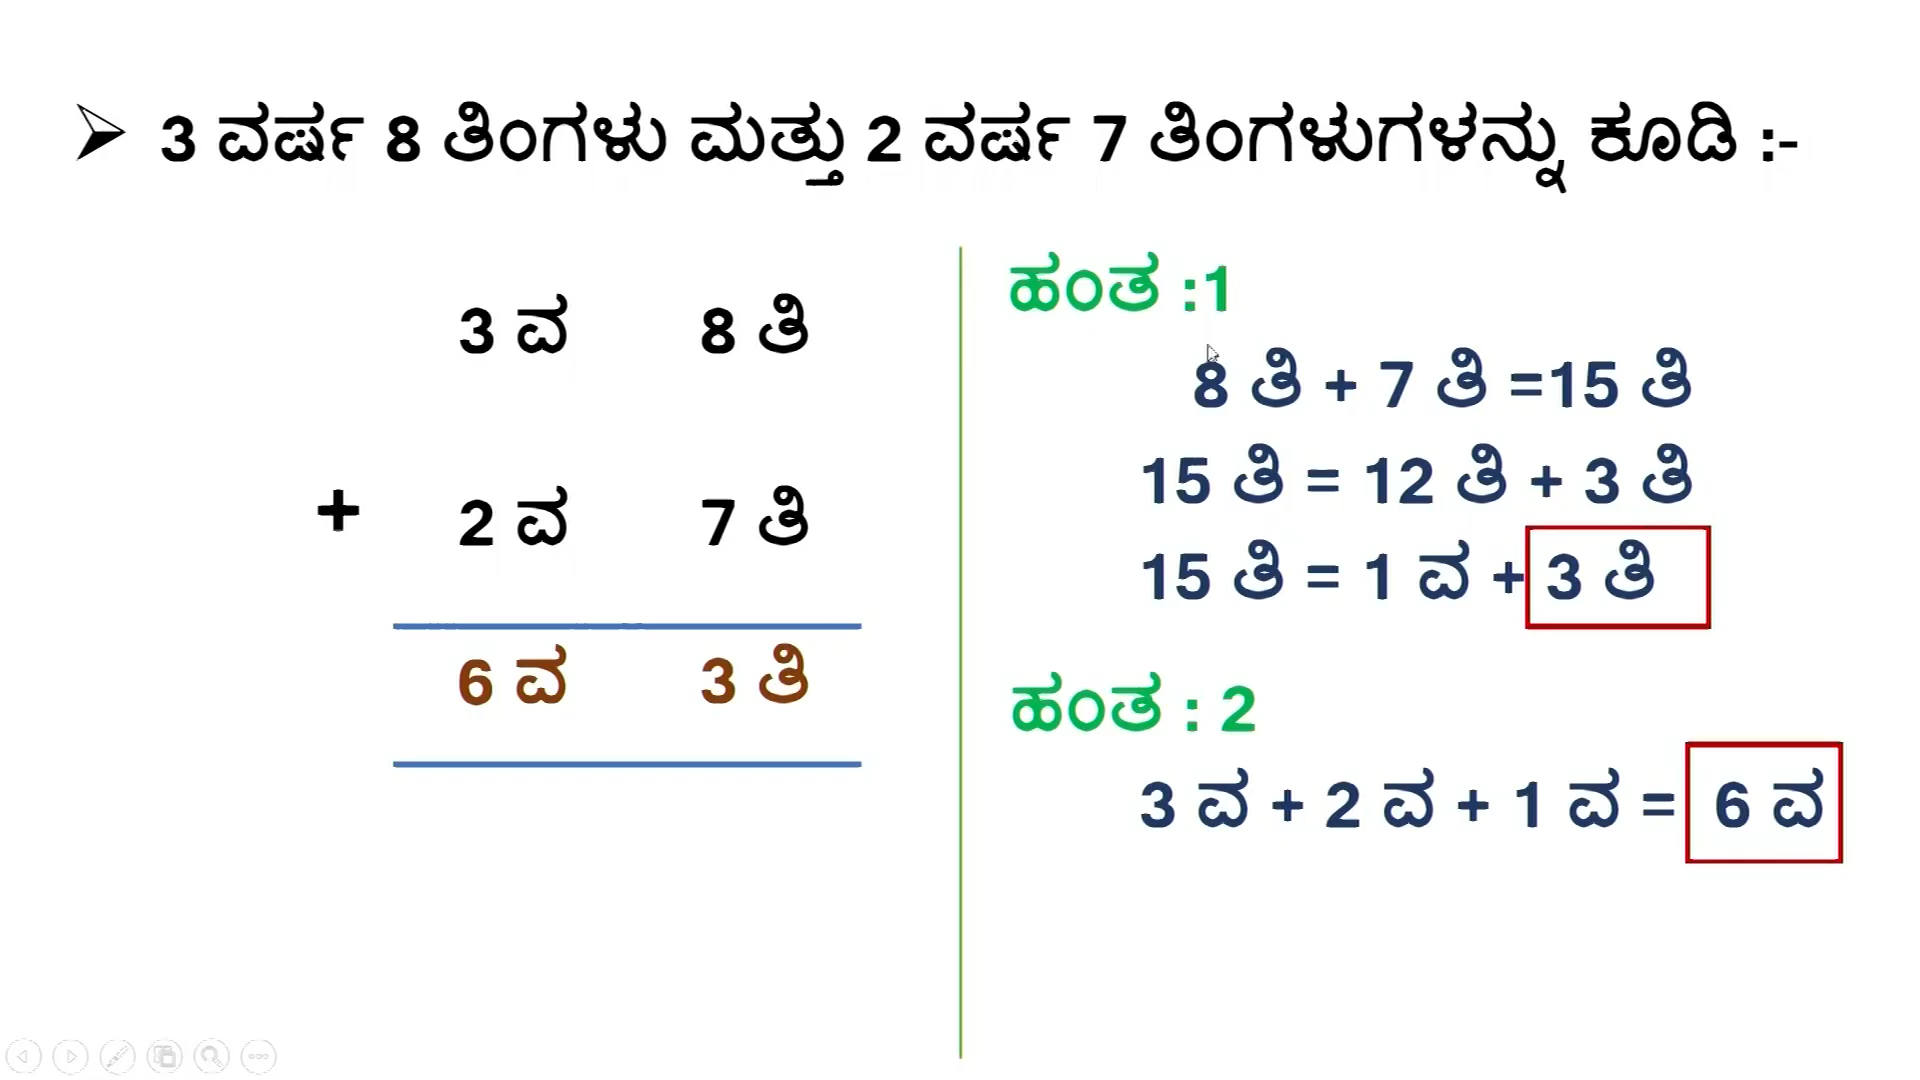 ➢ 3 ವರ್ಷ 8 ತಿಂಗಳು ಮತ್ತು 2 ವರ್ಷ 7 ತಿಂಗಳುಗಳನ್ನು ಕೂಡಿ :-
3 ವ 8 ತಿ
+ 2 ವ 7 ತಿ
6 ವ 3 ತಿ
ಹಂತ :1
8 ತಿ + 7 ತಿ =15 ತಿ
15 ತಿ = 12 ತಿ + 3 ತಿ
15 ತಿ = 1 ವ + 3 ತಿ
ಹಂತ : 2
3 ವ + 2 ವ + 1 ವ = 6 ವ